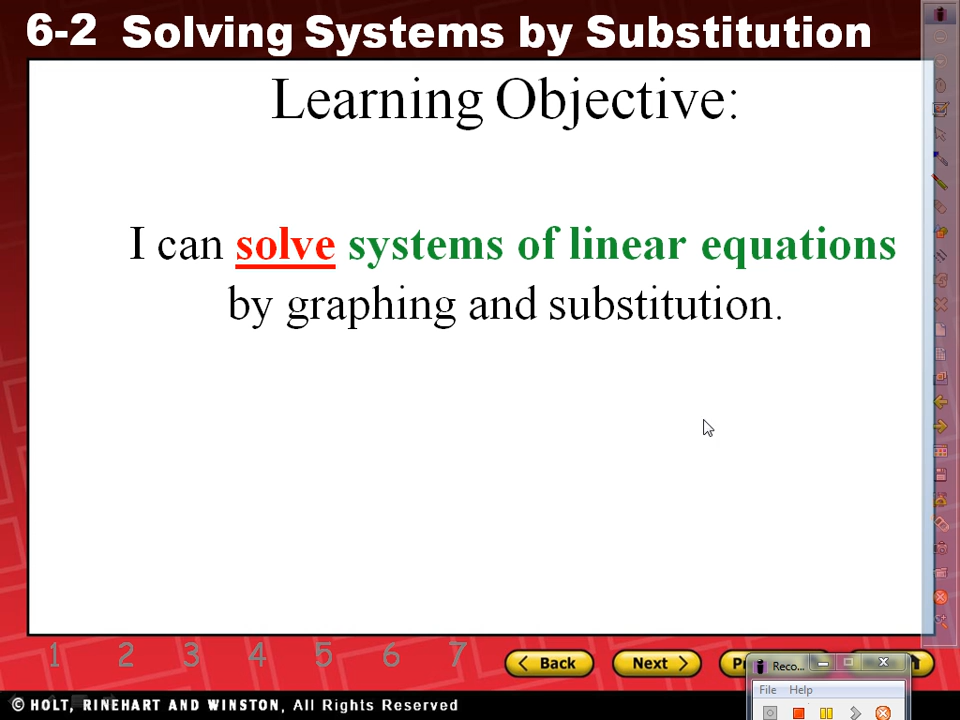 6-2 Solving Systems by Substitution
Learning Objective:
I can solve systems of linear equations
by graphing and substitution.
1 2 3 4 5 6 7
< Back Next >
Reco...
File Help
© HOLT, RINEHART AND WINSTON, All Rights Reserved